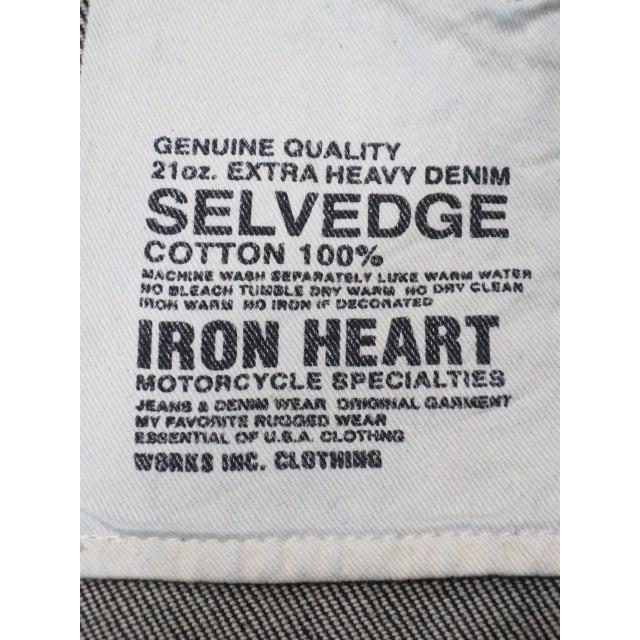 GENUINE QUALITY
21oz. EXTRA HEAVY DENIM
SELVEDGE
COTTON 100%
MACHINE WASH SEPARATELY LUKE WARM WATER
NO BLEACH TUMBLE DRY WARM NO DRY CLEAN
IRON WARM NO IRON IF DECORATED
IRON HEART
MOTORCYCLE SPECIALTIES
JEANS & DENIM WEAR ORIGINAL GARMENT
MY FAVORITE RUGGED WEAR
ESSENTIAL OF U.S.A. CLOTHNG
WORKS INC. CLOTHING